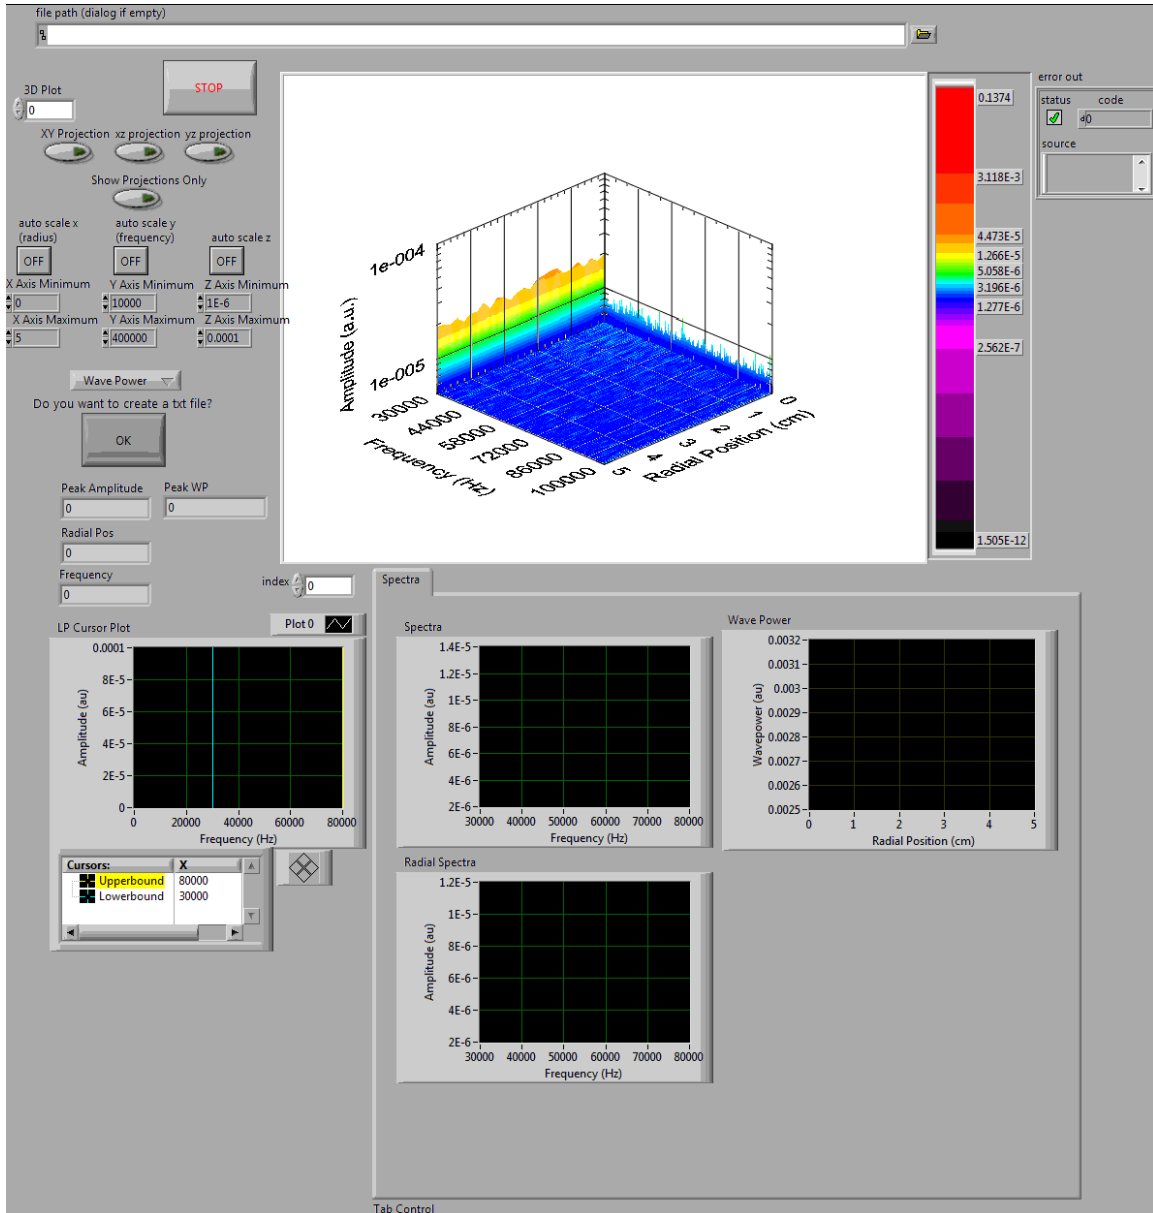 file path (dialog if empty)
STOP
3D Plot
0
XY Projection xz projection yz projection
Show Projections Only
auto scale x (radius)
auto scale y (frequency)
auto scale z
OFF OFF OFF
X Axis Minimum Y Axis Minimum Z Axis Minimum
0 10000 1E-6
X Axis Maximum Y Axis Maximum Z Axis Maximum
5 400000 0.0001
Wave Power
Do you want to create a txt file?
OK
Peak Amplitude Peak WP
0 0
Radial Pos
0
Frequency
0
index 0
1e-004
1e-005
Amplitude (a.u.)
30000
44000
58000
72000
86000
100000
Frequency (Hz)
5 4 3 2 1 0
Radial Position (cm)
0.1374
3.118E-3
4.473E-5
1.266E-5
5.058E-6
3.196E-6
1.277E-6
2.562E-7
1.505E-12
error out
status code
d0
source
LP Cursor Plot
Plot 0
0.0001
8E-5
6E-5
4E-5
2E-5
0
Amplitude (au)
0 20000 40000 60000 80000
Frequency (Hz)
Cursors: X
Upperbound 80000
Lowerbound 30000
Spectra
Spectra
1.4E-5
1.2E-5
1E-5
8E-6
6E-6
4E-6
2E-6
Amplitude (au)
30000 40000 50000 60000 70000 80000
Frequency (Hz)
Wave Power
0.0032
0.0031
0.003
0.0029
0.0028
0.0027
0.0026
0.0025
Wavepower (au)
0 1 2 3 4 5
Radial Position (cm)
Radial Spectra
1.2E-5
1E-5
8E-6
6E-6
4E-6
2E-6
Amplitude (au)
30000 40000 50000 60000 70000 80000
Frequency (Hz)
Tab Control